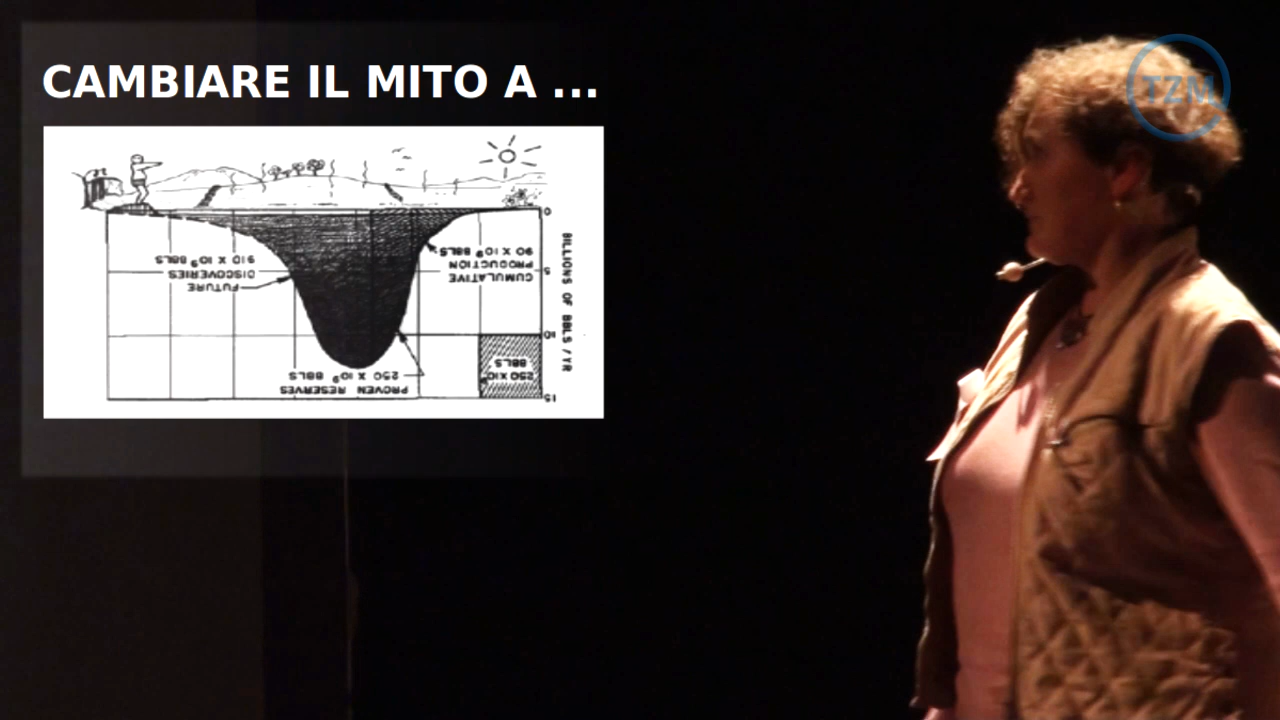 CAMBIARE IL MITO A ...
TZM
0
5
10
15
BILLIONS OF BBLS/YR
CUMULATIVE
PRODUCTION
90 X 10⁹ BBLS
FUTURE
DISCOVERIES
910 X 10⁹ BBLS
PROVEN RESERVES
250 X 10⁹ BBLS
250 X 10⁹
BBLS